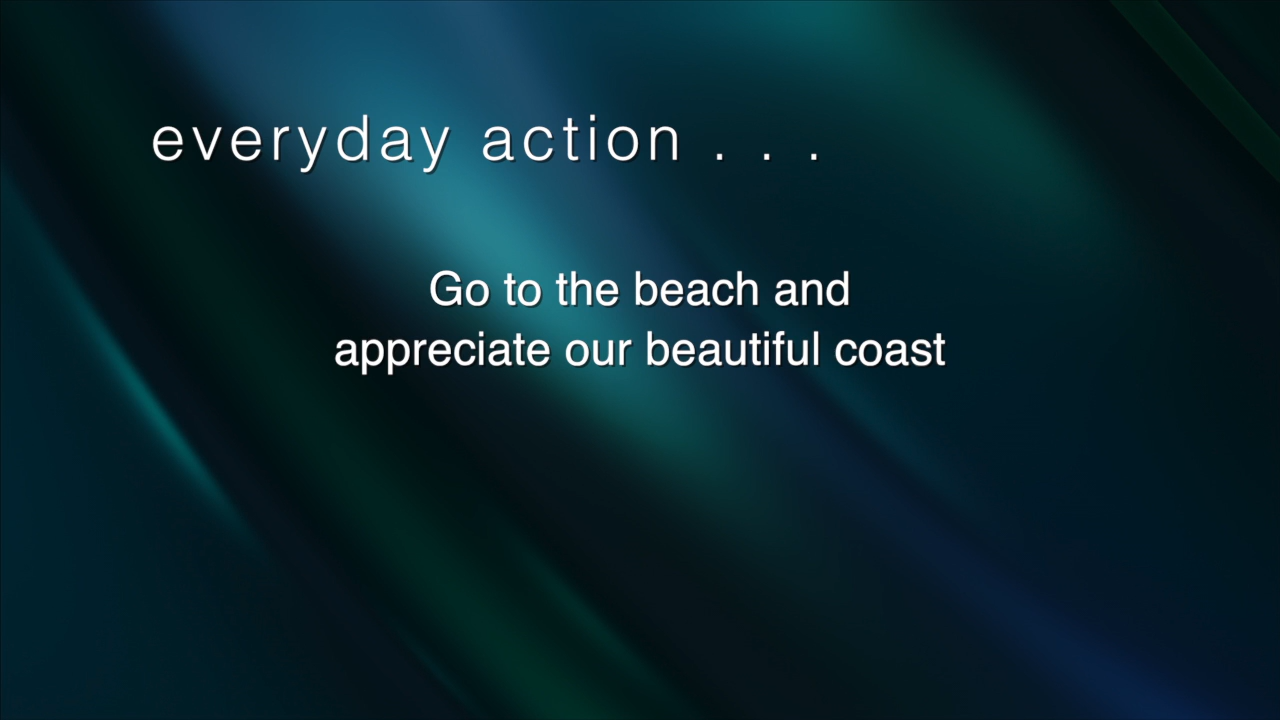 everyday action . . .
Go to the beach and
appreciate our beautiful coast